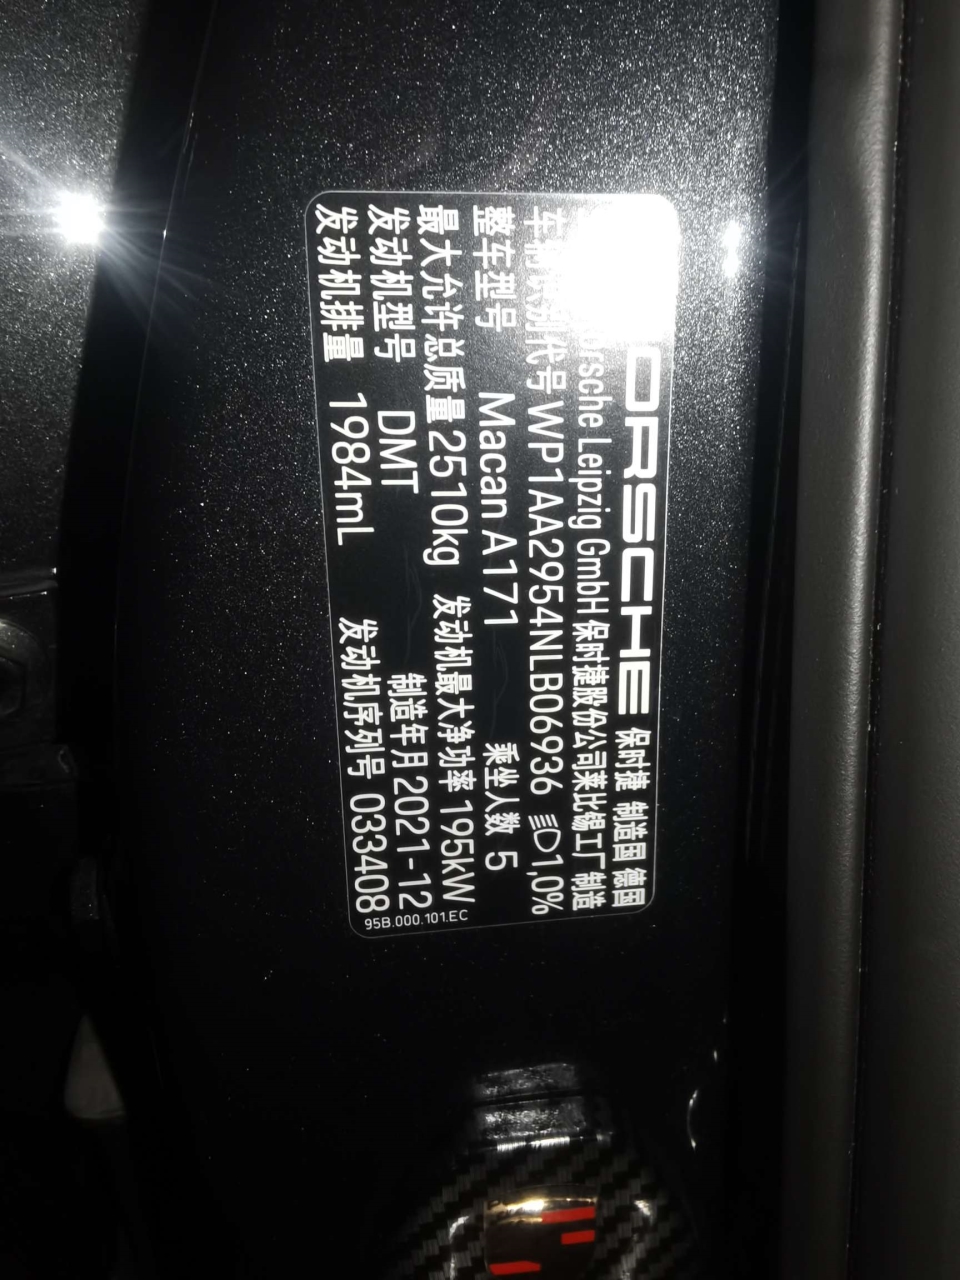 ORSCHE 保时捷 制造国 德国
rsche Leipzig GmbH 保时捷股份公司莱比锡工厂 制造
车 识别代号 WP1AA2954NLB06936 1,0%
整车型号 Macan A171 乘坐人数 5
最大允许总质量 2510kg 发动机最大净功率 195kW
发动机型号 DMT 制造年月 2021-12
发动机排量 1984mL 发动机序列号 033408
95B.000.101.EC